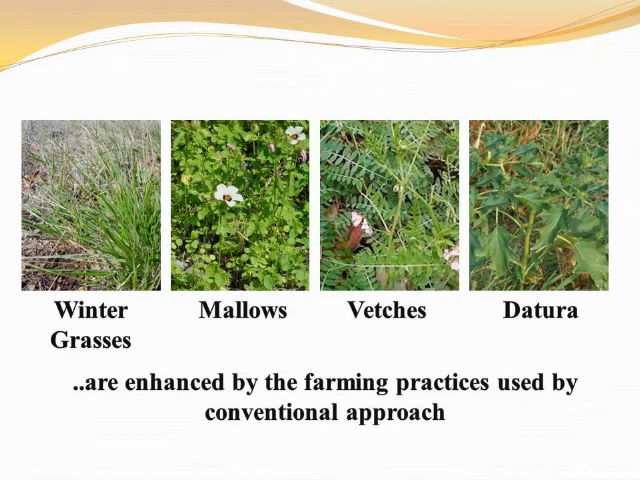 Winter
Grasses
Mallows
Vetches
Datura
..are enhanced by the farming practices used by
conventional approach